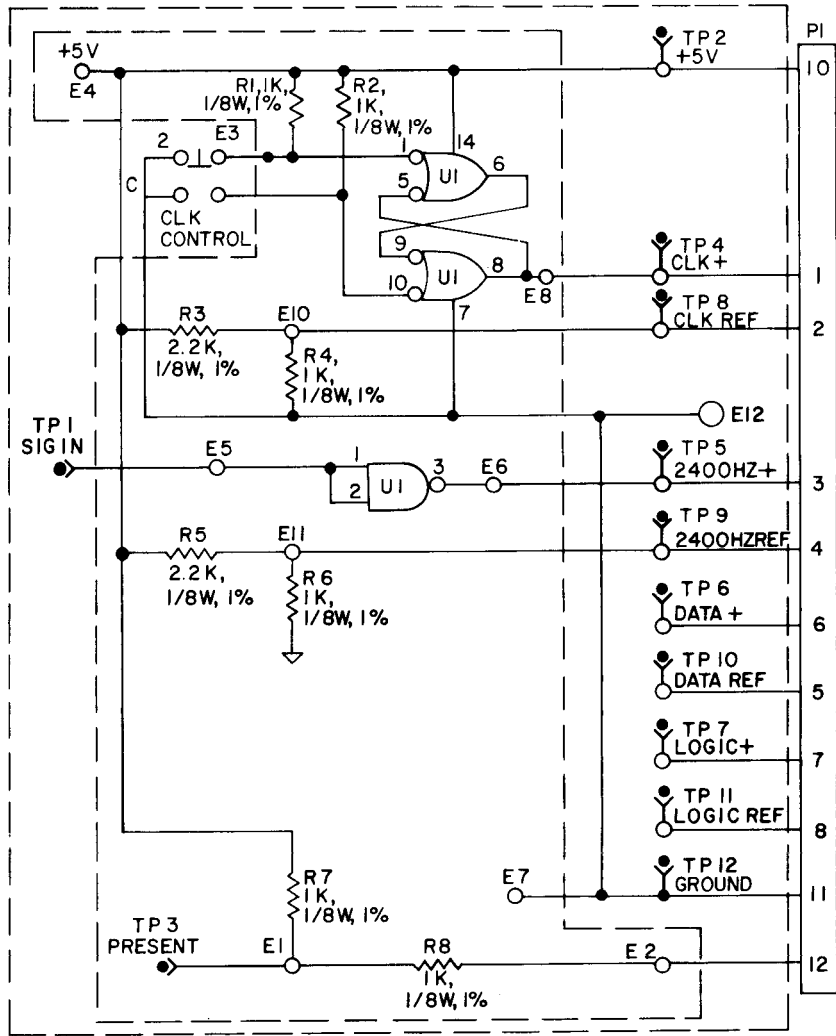 P1
+5V
E4
TP 2
+5V
10
R1, 1K,
1/8W, 1%
R2,
1K,
1/8W, 1%
2
E3
1
14
U1
6
5
C
CLK
CONTROL
9
U1
8
10
7
E8
TP 4
CLK+
1
TP 8
CLK REF
2
R3
2.2K,
1/8W, 1%
E10
R4,
1K,
1/8W, 1%
E12
TP 1
SIG IN
E5
1
2
U1
3
E6
TP 5
2400HZ+
3
R5
2.2K,
1/8W, 1%
E11
TP 9
2400HZREF
4
R6
1K,
1/8W, 1%
TP 6
DATA +
6
TP 10
DATA REF
5
TP 7
LOGIC+
7
TP 11
LOGIC REF
8
R7
1K,
1/8W, 1%
E7
TP 12
GROUND
11
TP 3
PRESENT
E1
R8
1K,
1/8W, 1%
E 2
12